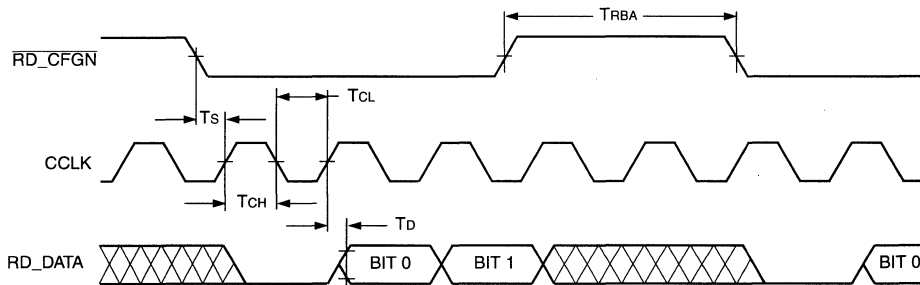 TRBA
RD_CFGN
TCL
TS
CCLK
TCH
TD
RD_DATA
BIT 0
BIT 1
BIT 0